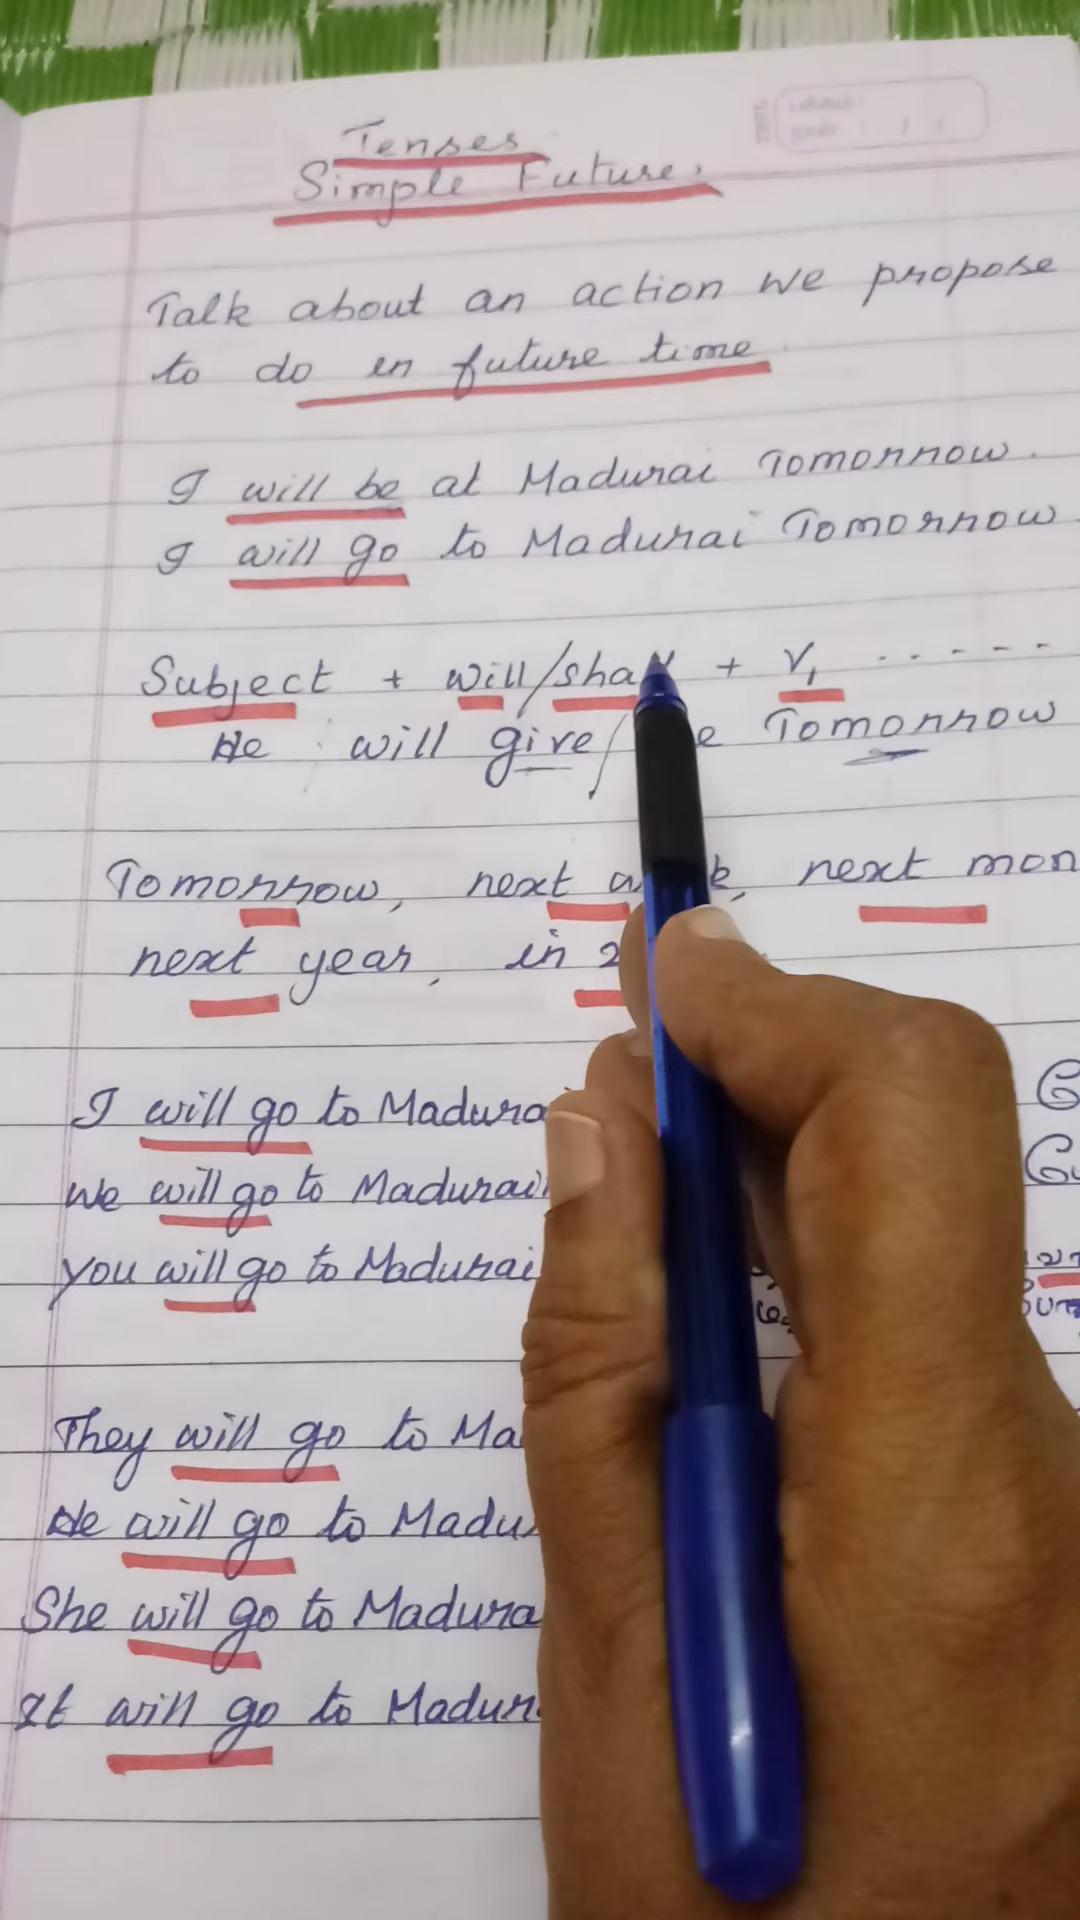 Tenses
Simple Future.
Talk about an action we propose
to do in future time.
I will be at Madurai Tomorrow.
I will go to Madurai Tomorrow.
Subject + will/shall + V1 ......
He will give Tomorrow
Tomorrow, next next mon
next year, in 2
I will go to Madura
We will go to Madurai
you will go to Madurai
They will go to Ma
He will go to Madur
She will go to Madura
It will go to Madur